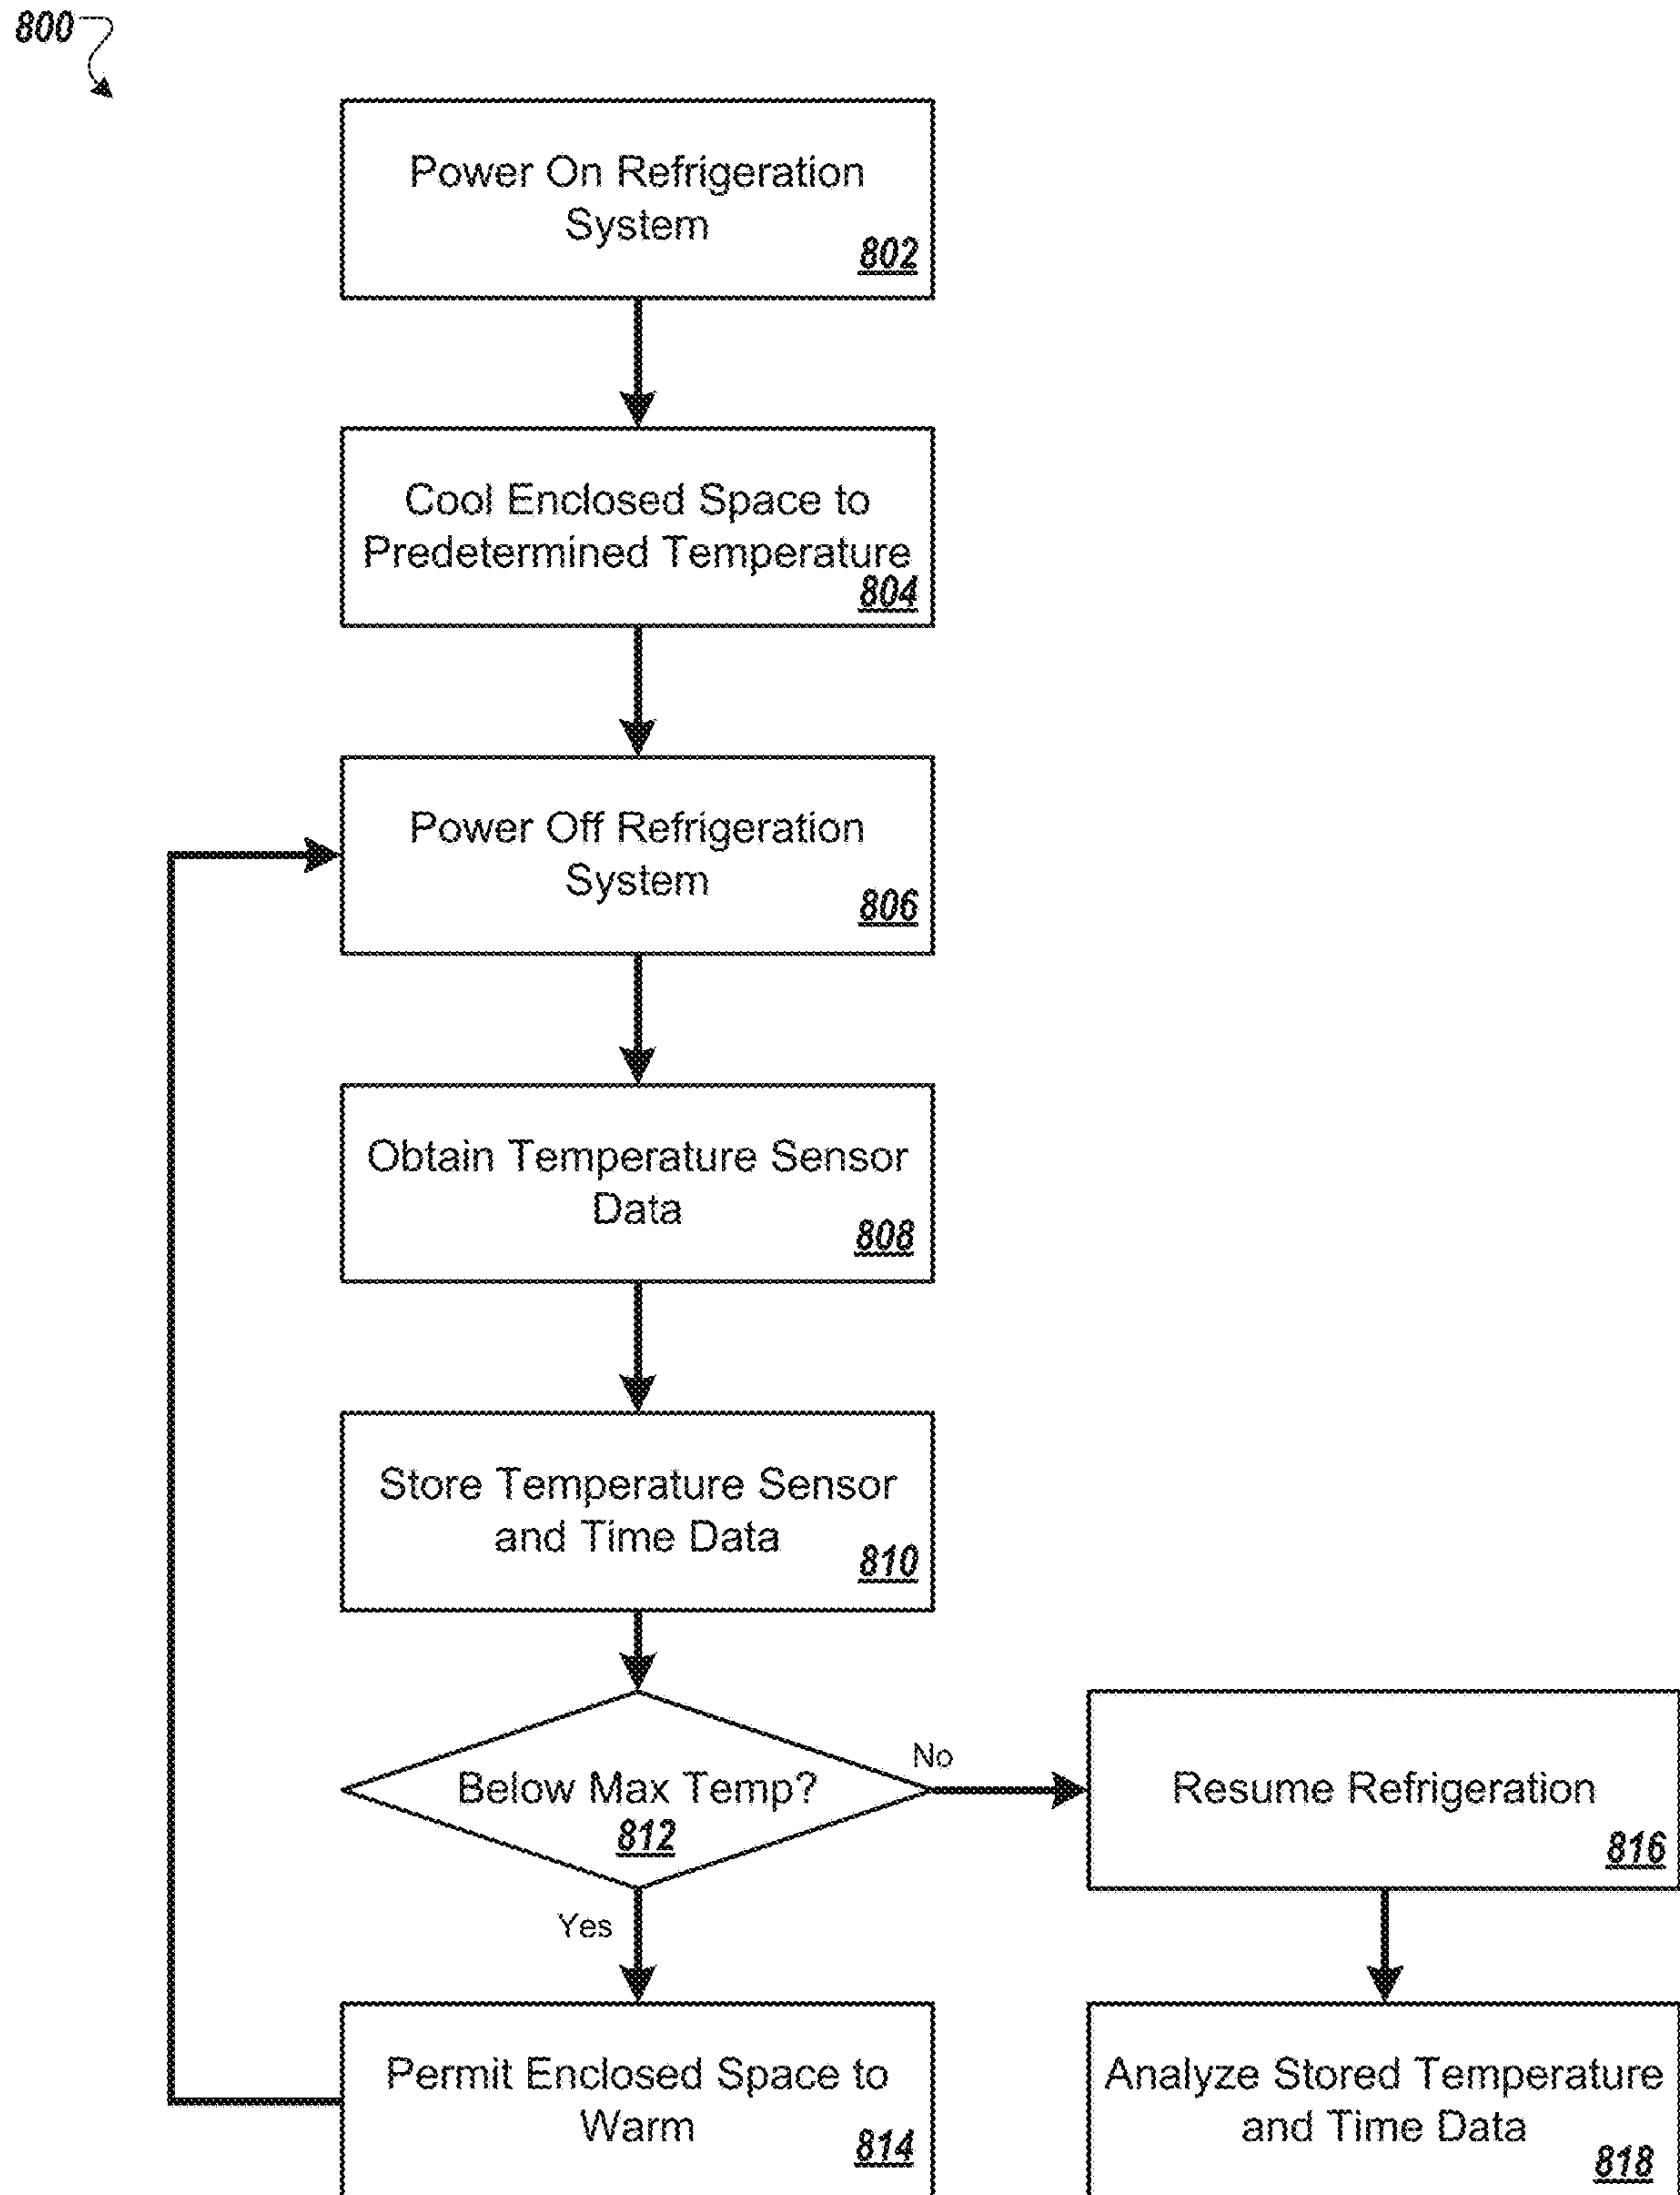 800
Power On Refrigeration
System
802
Cool Enclosed Space to
Predetermined Temperature
804
Power Off Refrigeration
System
806
Obtain Temperature Sensor
Data
808
Store Temperature Sensor
and Time Data
810
Below Max Temp?
812
No
Resume Refrigeration
816
Yes
Permit Enclosed Space to
Warm
814
Analyze Stored Temperature
and Time Data
818